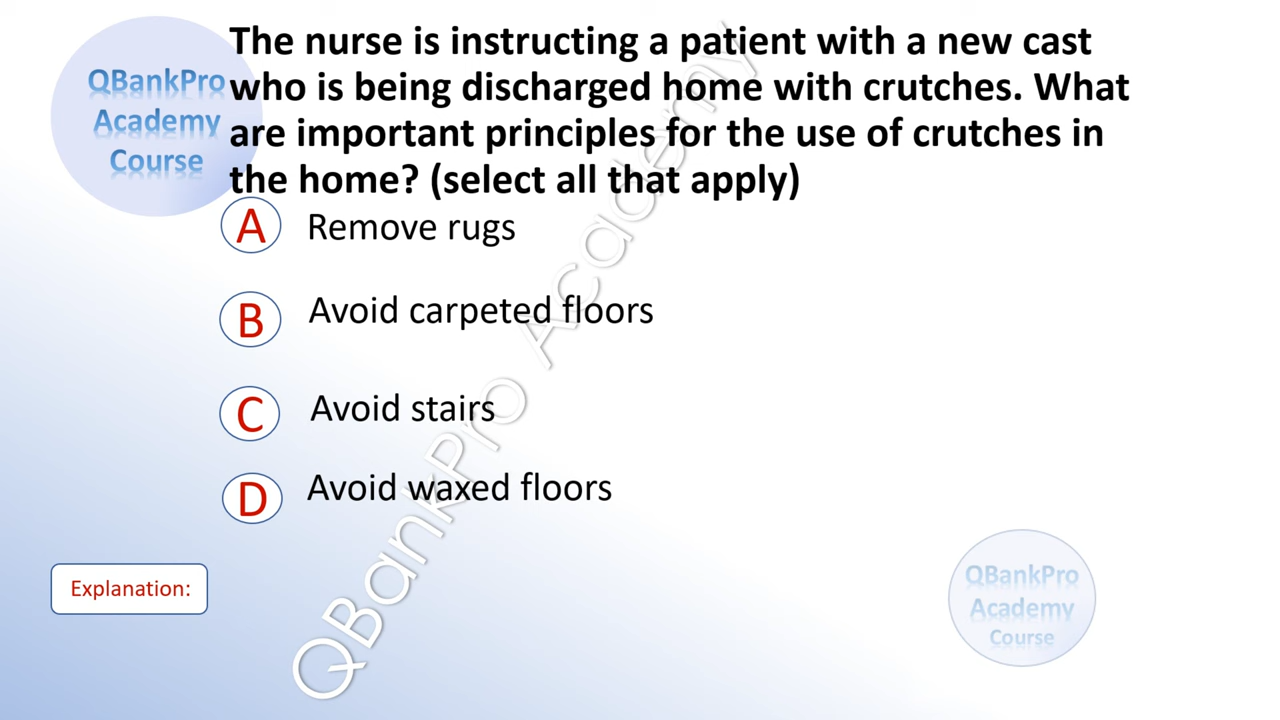 The nurse is instructing a patient with a new cast
who is being discharged home with crutches. What
are important principles for the use of crutches in
the home? (select all that apply)
QBankPro
Academy
Course
A Remove rugs
B Avoid carpeted floors
C Avoid stairs
D Avoid waxed floors
Explanation:
QBankPro Academy
QBankPro
Academy
Course